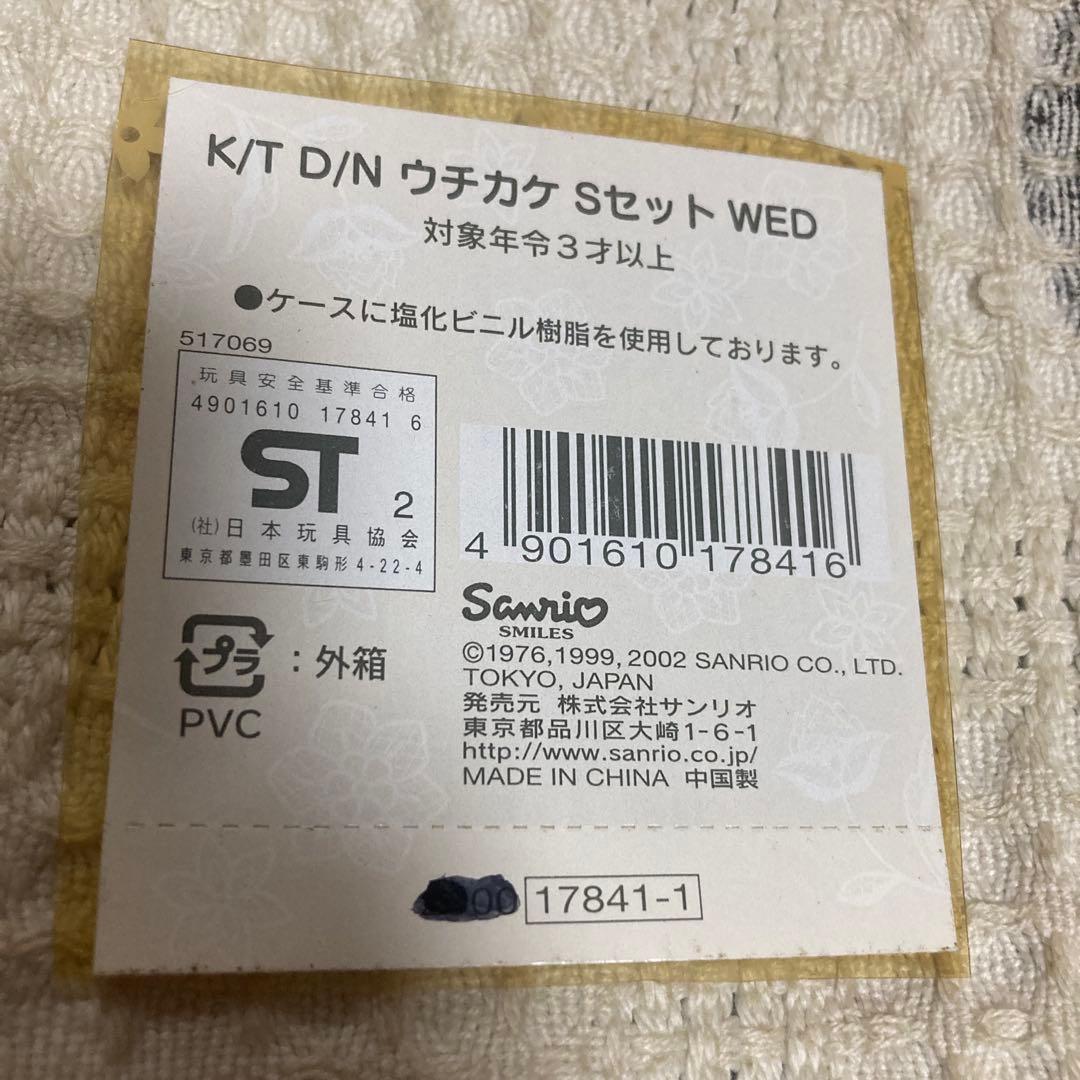 K/T D/N ウチカケ Sセット WED
対象年令3才以上
●ケースに塩化ビニル樹脂を使用しております。
517069
玩具安全基準合格
4901610 17841 6
ST 2
(社)日本玩具協会
東京都墨田区東駒形4-22-4
4 901610 178416
プラ :外箱
PVC
Sanrio
SMILES
©1976,1999,2002 SANRIO CO., LTD.
TOKYO, JAPAN
発売元 株式会社サンリオ
東京都品川区大崎1-6-1
http://www.sanrio.co.jp/
MADE IN CHINA 中国製
00 17841-1